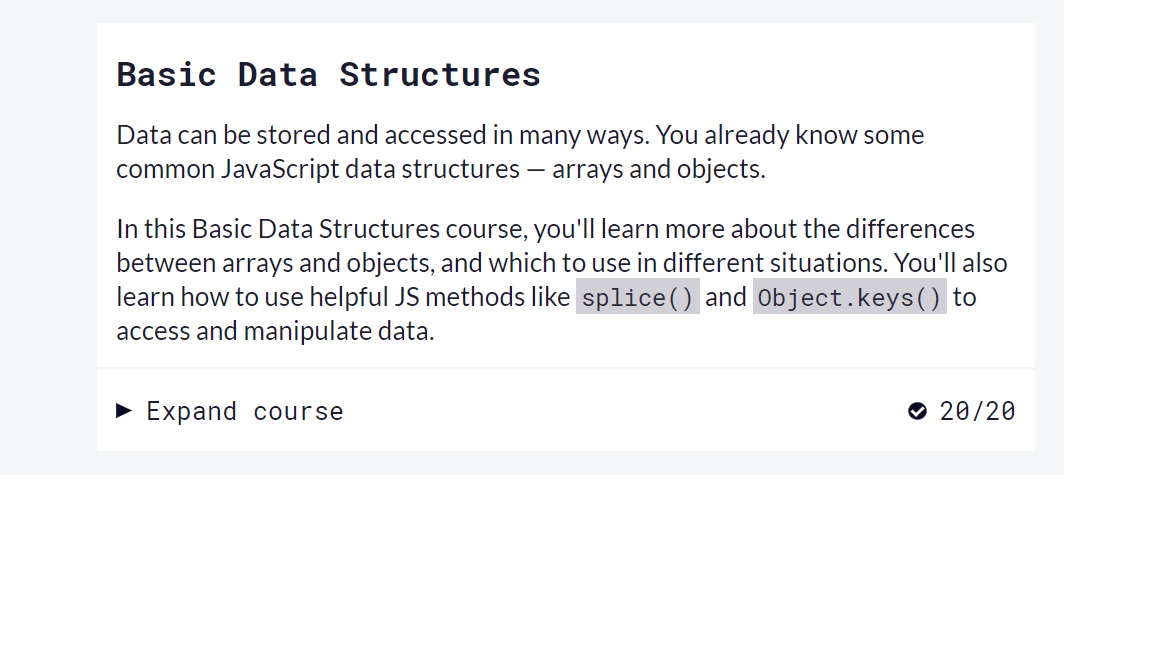 Basic Data Structures
Data can be stored and accessed in many ways. You already know some
common JavaScript data structures — arrays and objects.
In this Basic Data Structures course, you'll learn more about the differences
between arrays and objects, and which to use in different situations. You'll also
learn how to use helpful JS methods like splice() and Object.keys() to
access and manipulate data.
Expand course 20/20